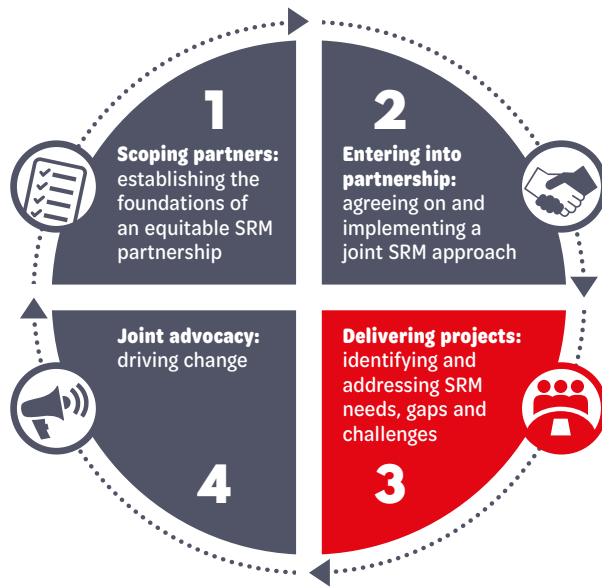 1
Scoping partners:
establishing the
foundations of
an equitable SRM
partnership
2
Entering into
partnership:
agreeing on and
implementing a
joint SRM approach
Delivering projects:
identifying and
addressing SRM
needs, gaps and
challenges
3
Joint advocacy:
driving change
4